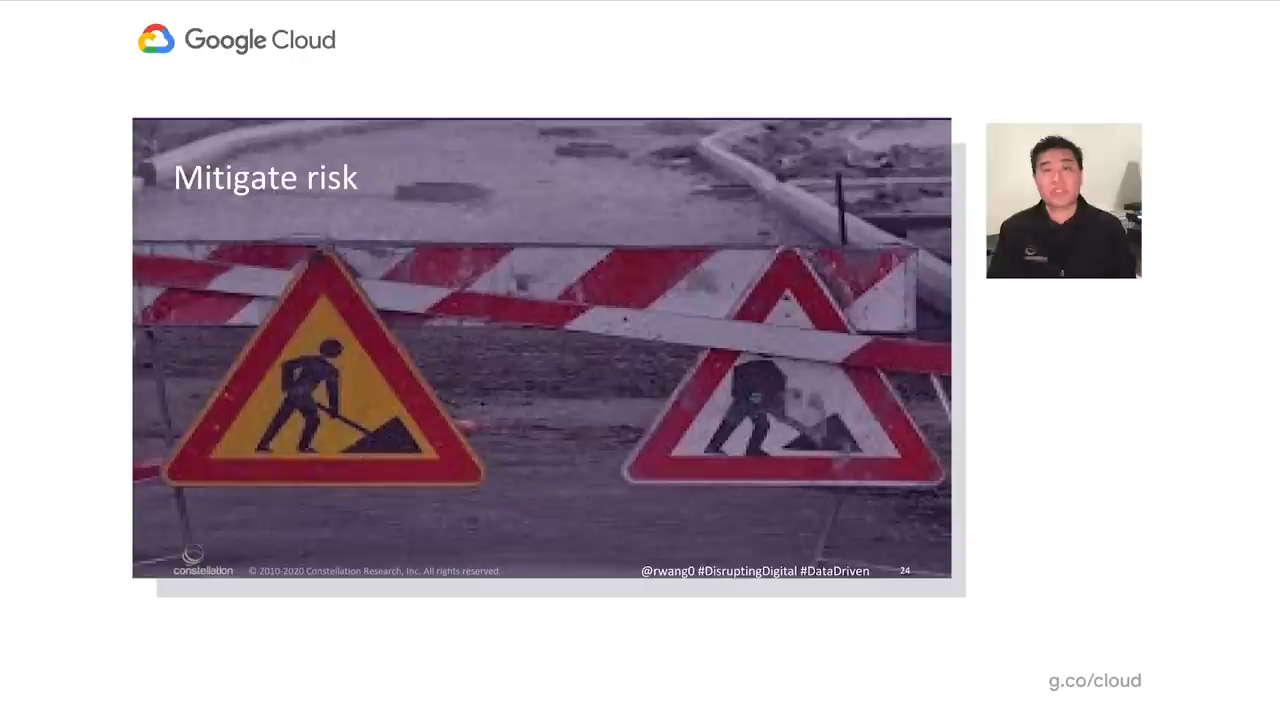 Google Cloud
Mitigate risk
constellation
© 2010-2020 Constellation Research, Inc. All rights reserved.
@rwang0 #DisruptingDigital #DataDriven
24
g.co/cloud